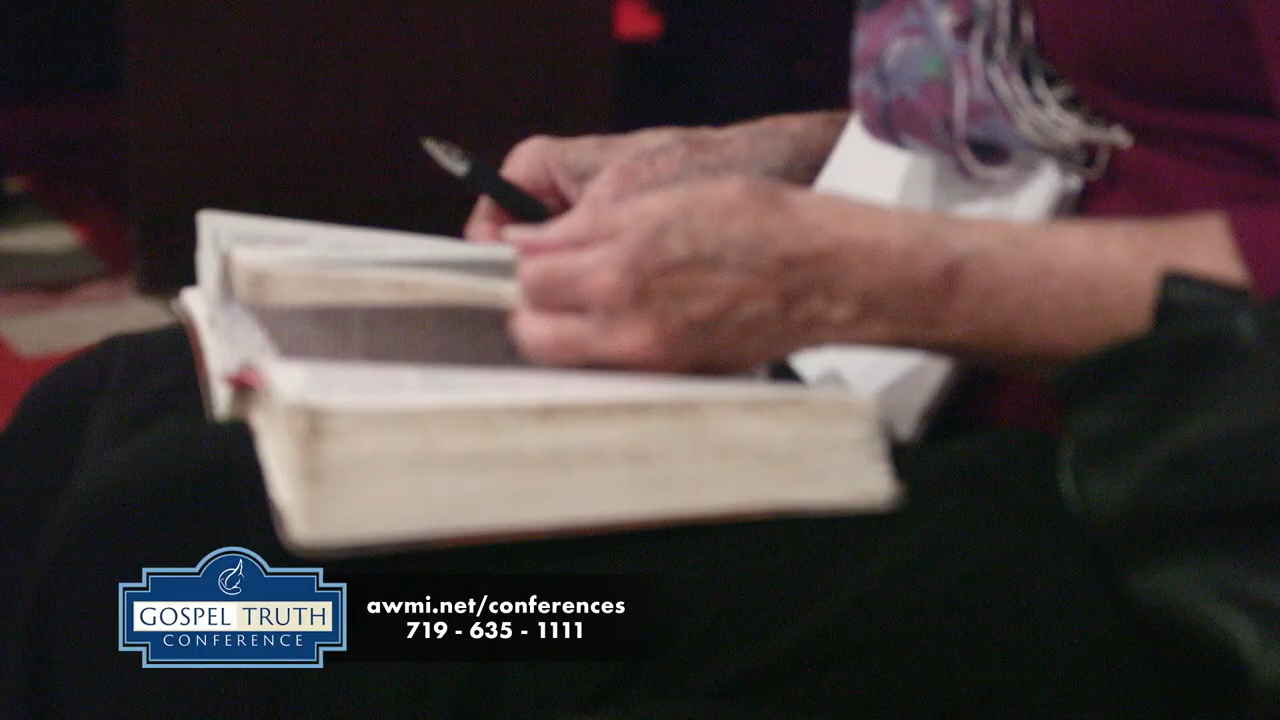 GOSPEL TRUTH
CONFERENCE
awmi.net/conferences
719 - 635 - 1111